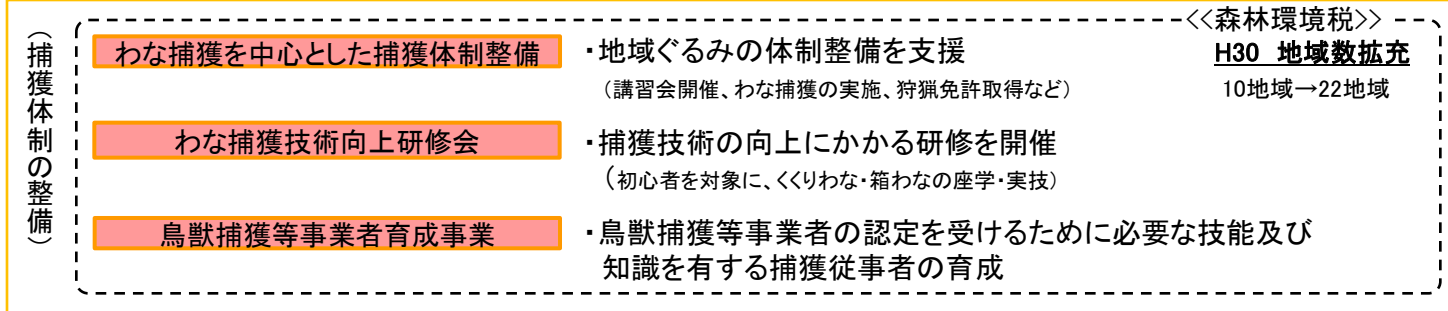 （捕獲体制の整備）
<<森林環境税>>
わな捕獲を中心とした捕獲体制整備
・地域ぐるみの体制整備を支援
（講習会開催、わな捕獲の実施、狩猟免許取得など）
H30 地域数拡充
10地域→22地域
わな捕獲技術向上研修会
・捕獲技術の向上にかかる研修を開催
（初心者を対象に、くくりわな・箱わなの座学・実技）
鳥獣捕獲等事業者育成事業
・鳥獣捕獲等事業者の認定を受けるために必要な技能及び
知識を有する捕獲従事者の育成